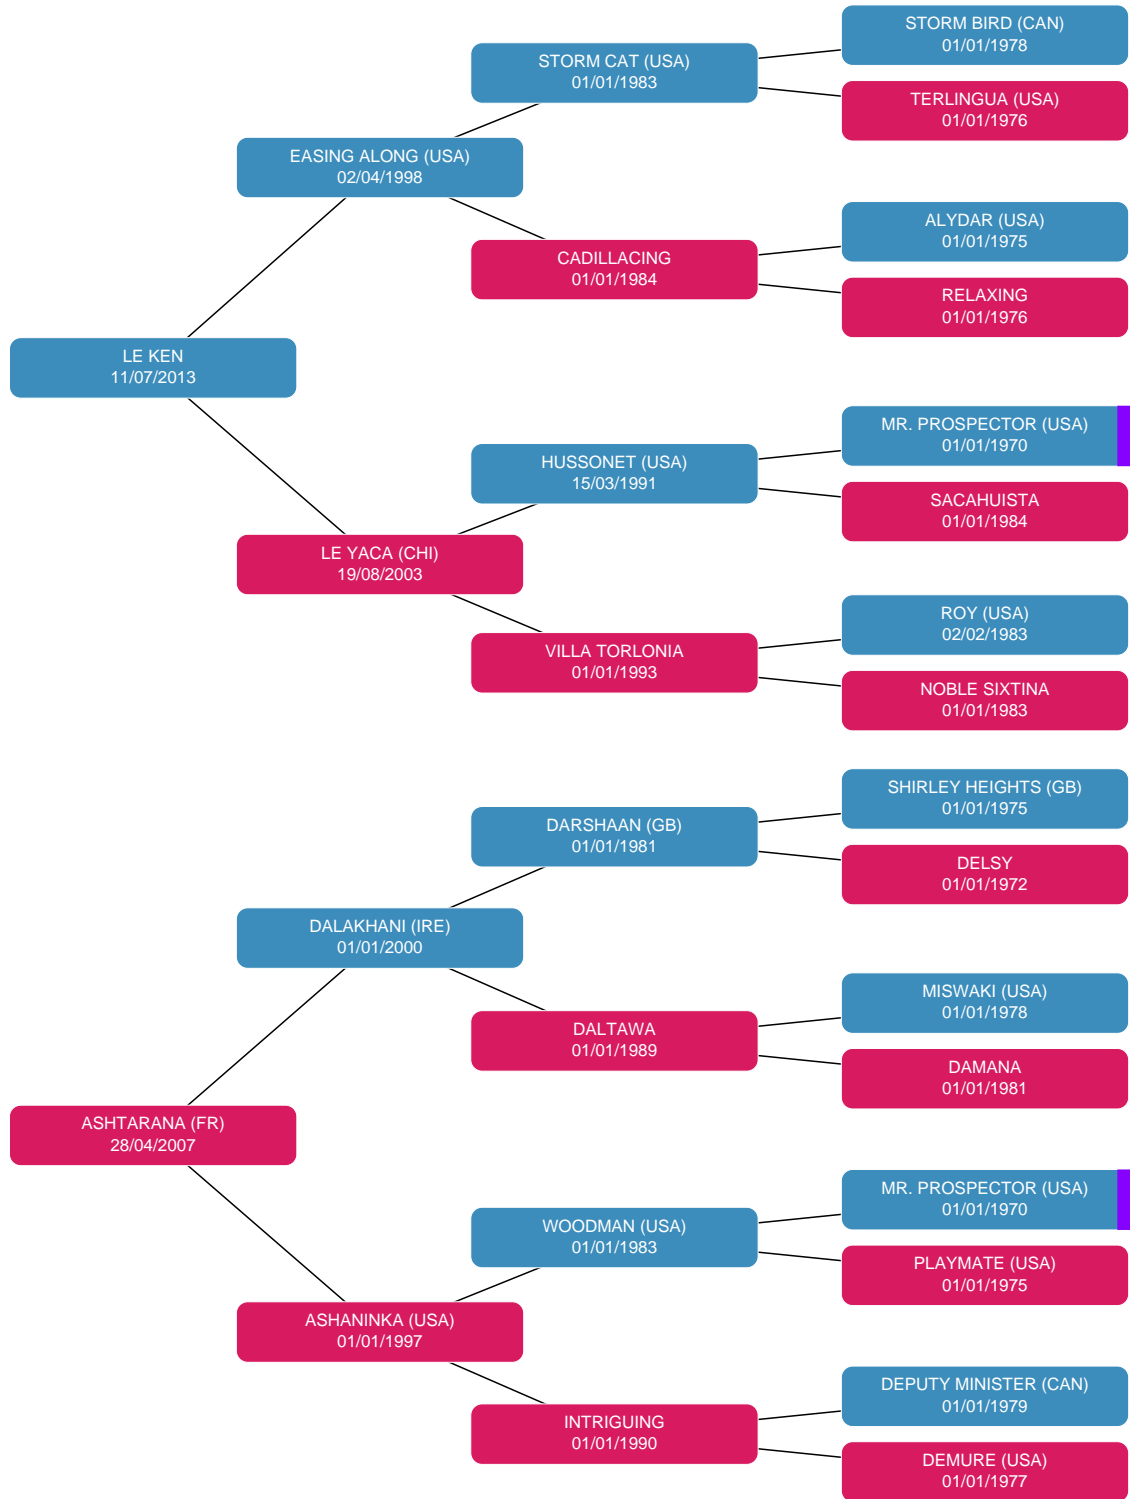 STORM BIRD (CAN)
01/01/1978
STORM CAT (USA)
01/01/1983
TERLINGUA (USA)
01/01/1976
EASING ALONG (USA)
02/04/1998
ALYDAR (USA)
01/01/1975
CADILLACING
01/01/1984
RELAXING
01/01/1976
LE KEN
11/07/2013
MR. PROSPECTOR (USA)
01/01/1970
HUSSONET (USA)
15/03/1991
SACAHUISTA
01/01/1984
LE YACA (CHI)
19/08/2003
ROY (USA)
02/02/1983
VILLA TORLONIA
01/01/1993
NOBLE SIXTINA
01/01/1983
SHIRLEY HEIGHTS (GB)
01/01/1975
DARSHAAN (GB)
01/01/1981
DELSY
01/01/1972
DALAKHANI (IRE)
01/01/2000
MISWAKI (USA)
01/01/1978
DALTAWA
01/01/1989
DAMANA
01/01/1981
ASHTARANA (FR)
28/04/2007
MR. PROSPECTOR (USA)
01/01/1970
WOODMAN (USA)
01/01/1983
PLAYMATE (USA)
01/01/1975
ASHANINKA (USA)
01/01/1997
DEPUTY MINISTER (CAN)
01/01/1979
INTRIGUING
01/01/1990
DEMURE (USA)
01/01/1977